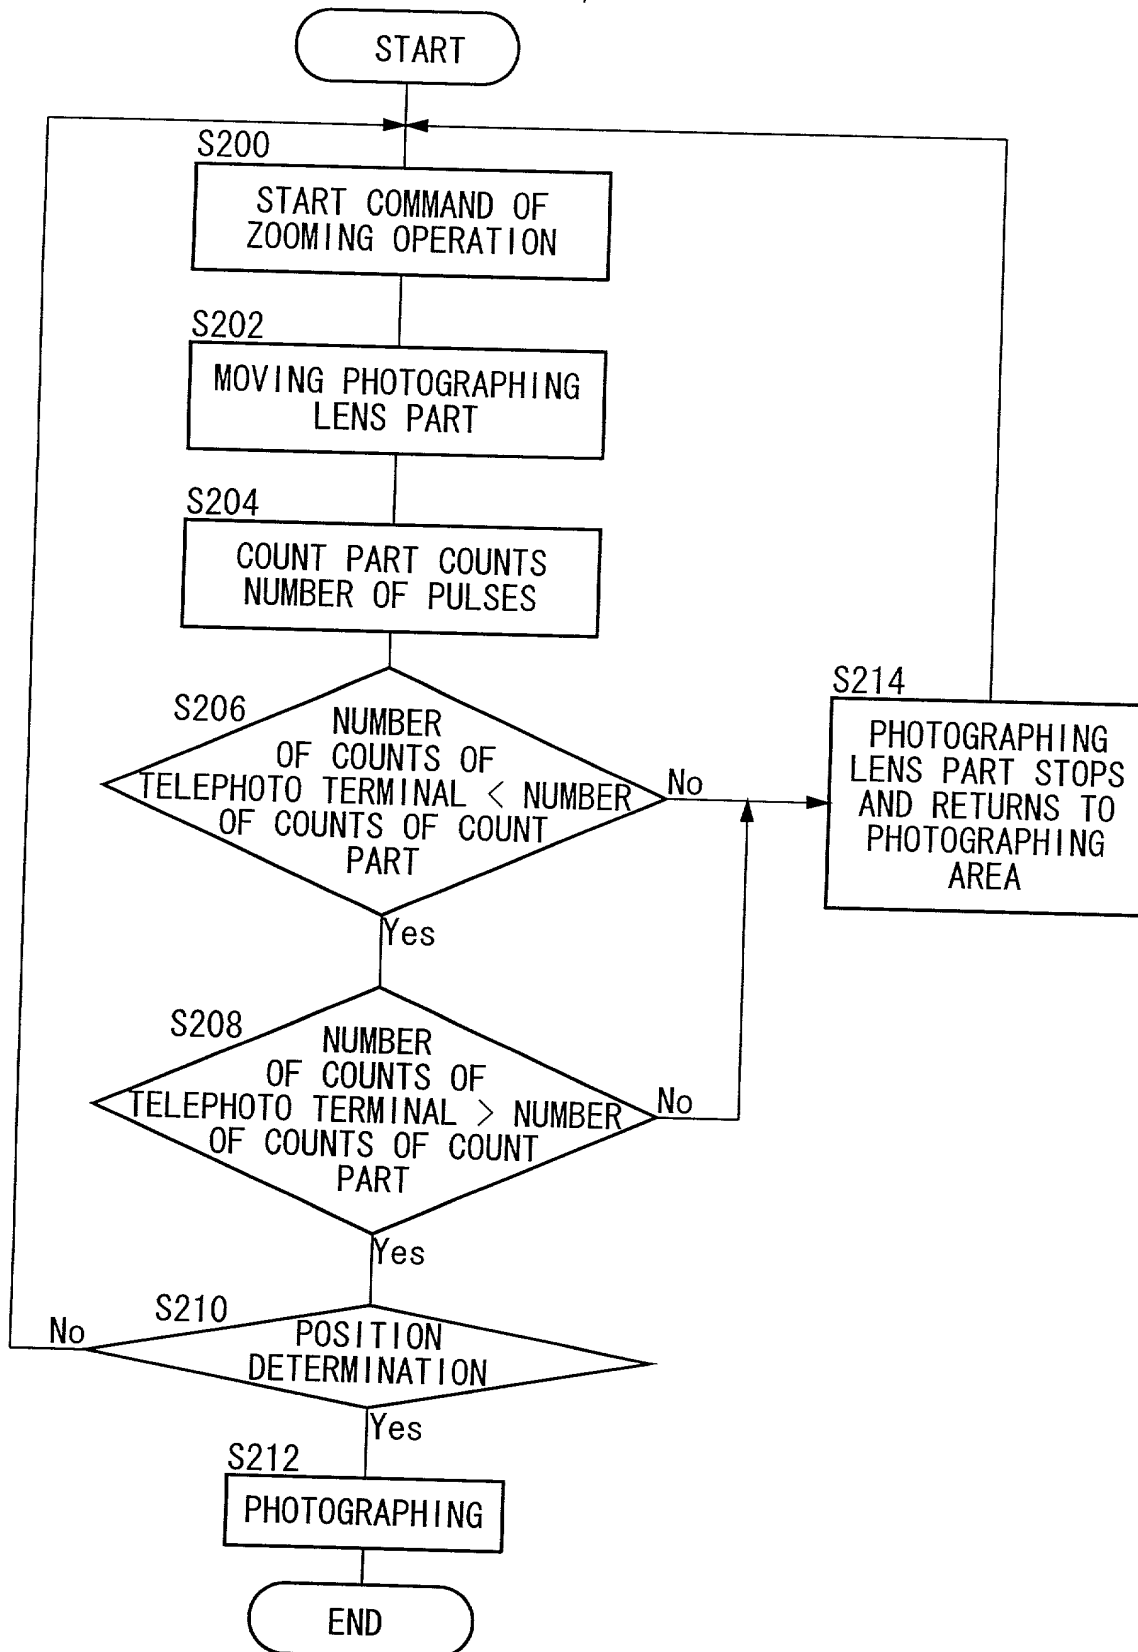 START
S200
START COMMAND OF
ZOOMING OPERATION
S202
MOVING PHOTOGRAPHING
LENS PART
S204
COUNT PART COUNTS
NUMBER OF PULSES
S206
NUMBER
OF COUNTS OF
TELEPHOTO TERMINAL < NUMBER
OF COUNTS OF COUNT
PART
No
Yes
S214
PHOTOGRAPHING
LENS PART STOPS
AND RETURNS TO
PHOTOGRAPHING
AREA
S208
NUMBER
OF COUNTS OF
TELEPHOTO TERMINAL > NUMBER
OF COUNTS OF COUNT
PART
No
Yes
S210
POSITION
DETERMINATION
No
Yes
S212
PHOTOGRAPHING
END